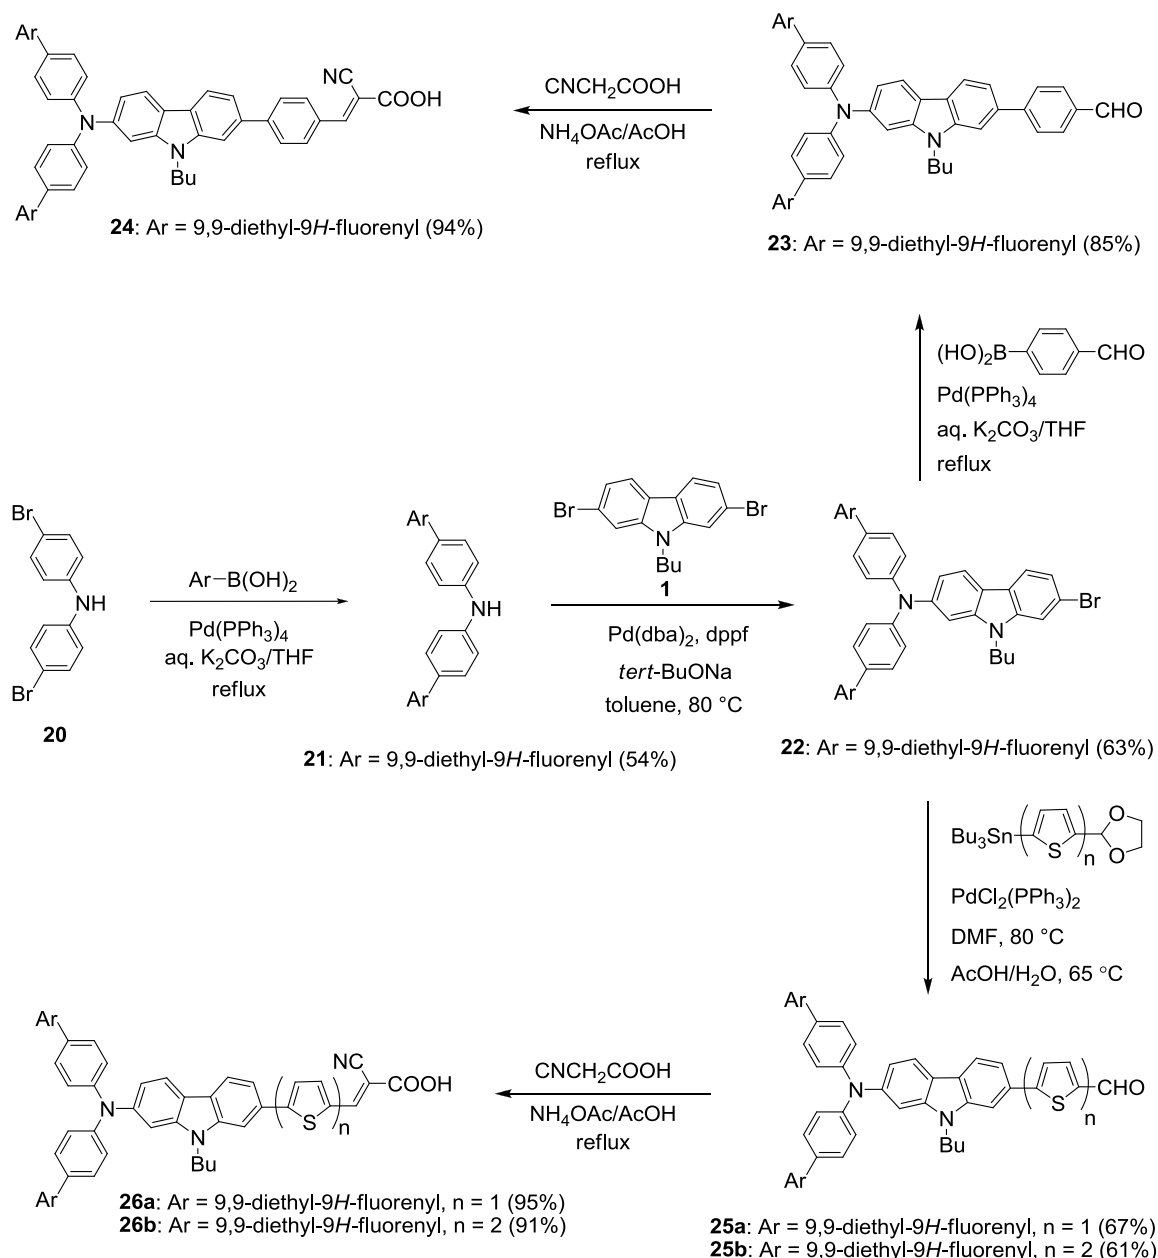 Ar
N
Ar
N
Bu
NC
COOH
24: Ar = 9,9-diethyl-9H-fluorenyl (94%)
CNCH2COOH
NH4OAc/AcOH
reflux
Ar
N
Ar
N
Bu
CHO
23: Ar = 9,9-diethyl-9H-fluorenyl (85%)
(HO)2B
CHO
Pd(PPh3)4
aq. K2CO3/THF
reflux
Br
NH
Br
20
Ar-B(OH)2
Pd(PPh3)4
aq. K2CO3/THF
reflux
Ar
NH
Ar
21: Ar = 9,9-diethyl-9H-fluorenyl (54%)
Br
Br
N
Bu
1
Pd(dba)2, dppf
tert-BuONa
toluene, 80 °C
Ar
N
Ar
N
Bu
Br
22: Ar = 9,9-diethyl-9H-fluorenyl (63%)
Bu3Sn
S
n
O
O
PdCl2(PPh3)2
DMF, 80 °C
AcOH/H2O, 65 °C
Ar
N
Ar
N
Bu
S
n
NC
COOH
26a: Ar = 9,9-diethyl-9H-fluorenyl, n = 1 (95%)
26b: Ar = 9,9-diethyl-9H-fluorenyl, n = 2 (91%)
CNCH2COOH
NH4OAc/AcOH
reflux
Ar
N
Ar
N
Bu
S
n
CHO
25a: Ar = 9,9-diethyl-9H-fluorenyl, n = 1 (67%)
25b: Ar = 9,9-diethyl-9H-fluorenyl, n = 2 (61%)